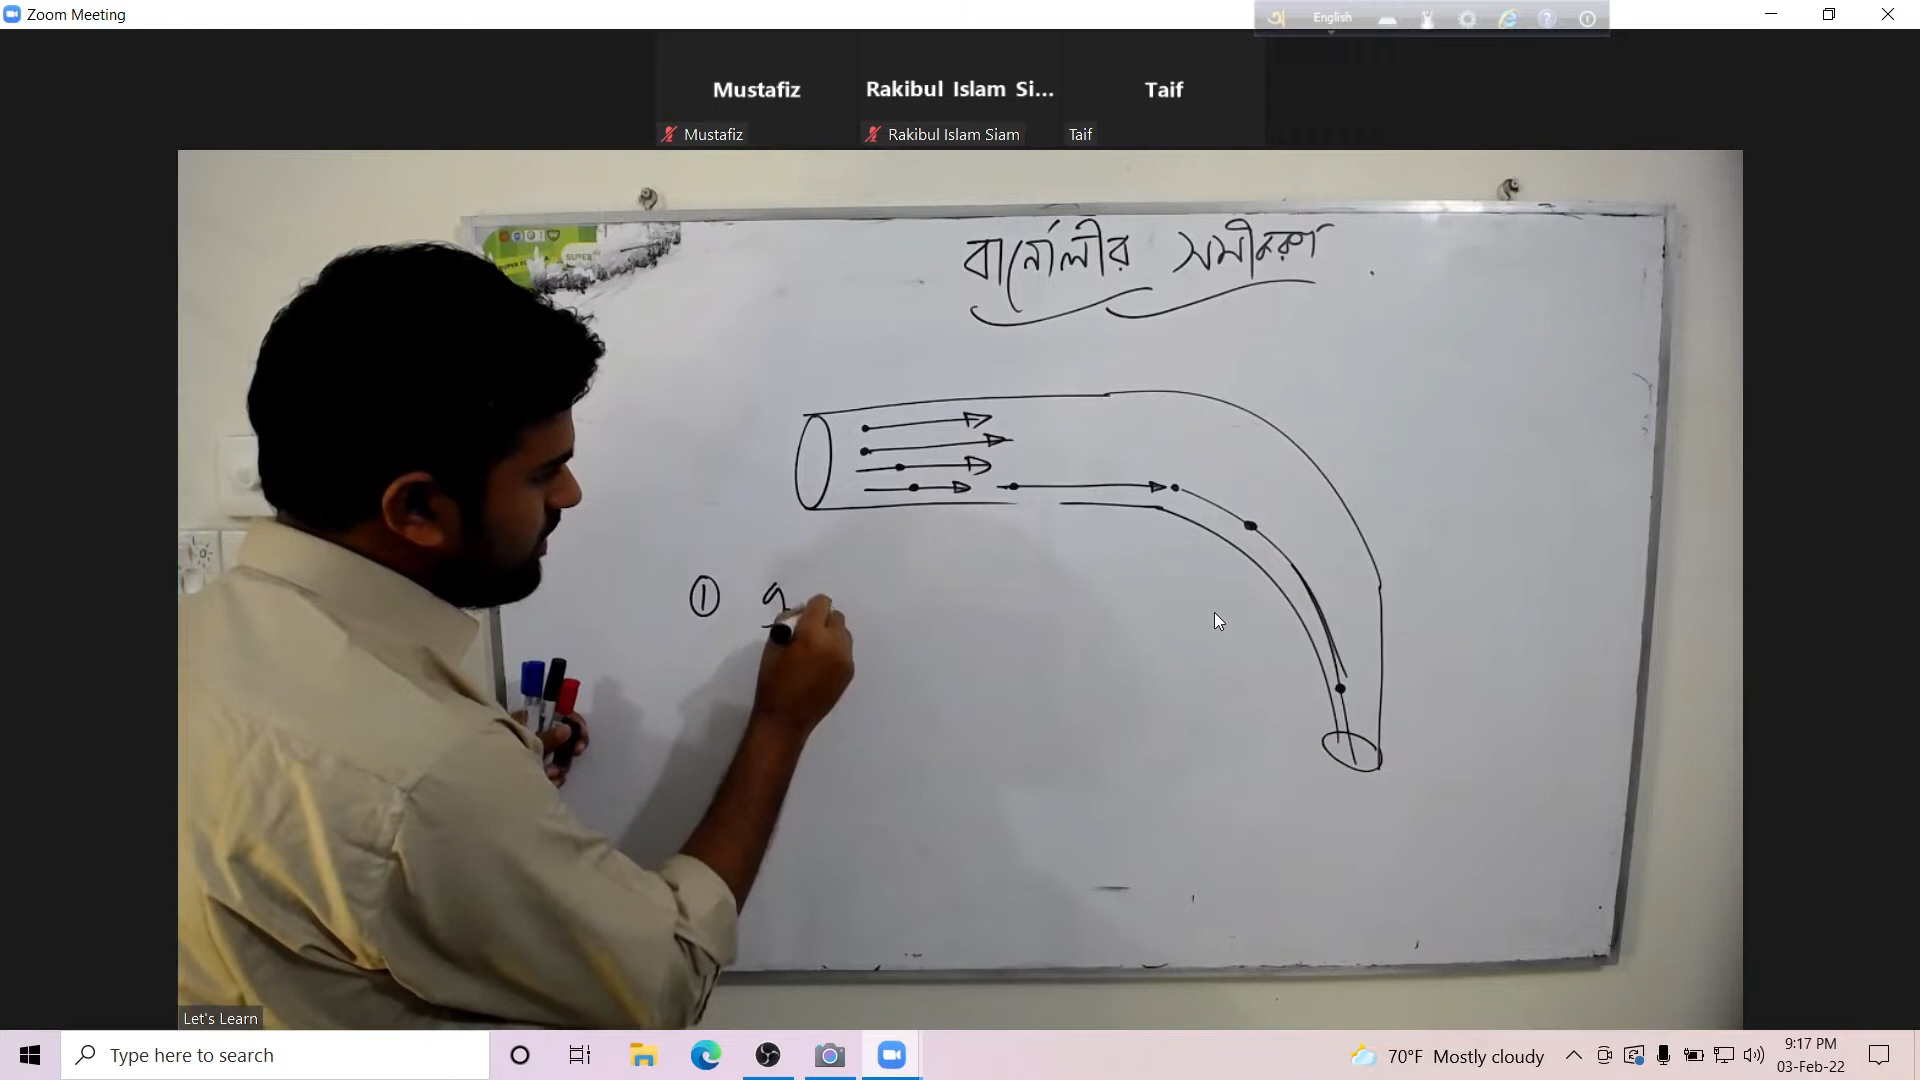 Zoom Meeting
English
Mustafiz Rakibul Islam Si... Taif
Mustafiz Rakibul Islam Siam Taif
বার্নোলীর সমীকরণ
①
Let's Learn
Type here to search
70°F Mostly cloudy
9:17 PM
03-Feb-22